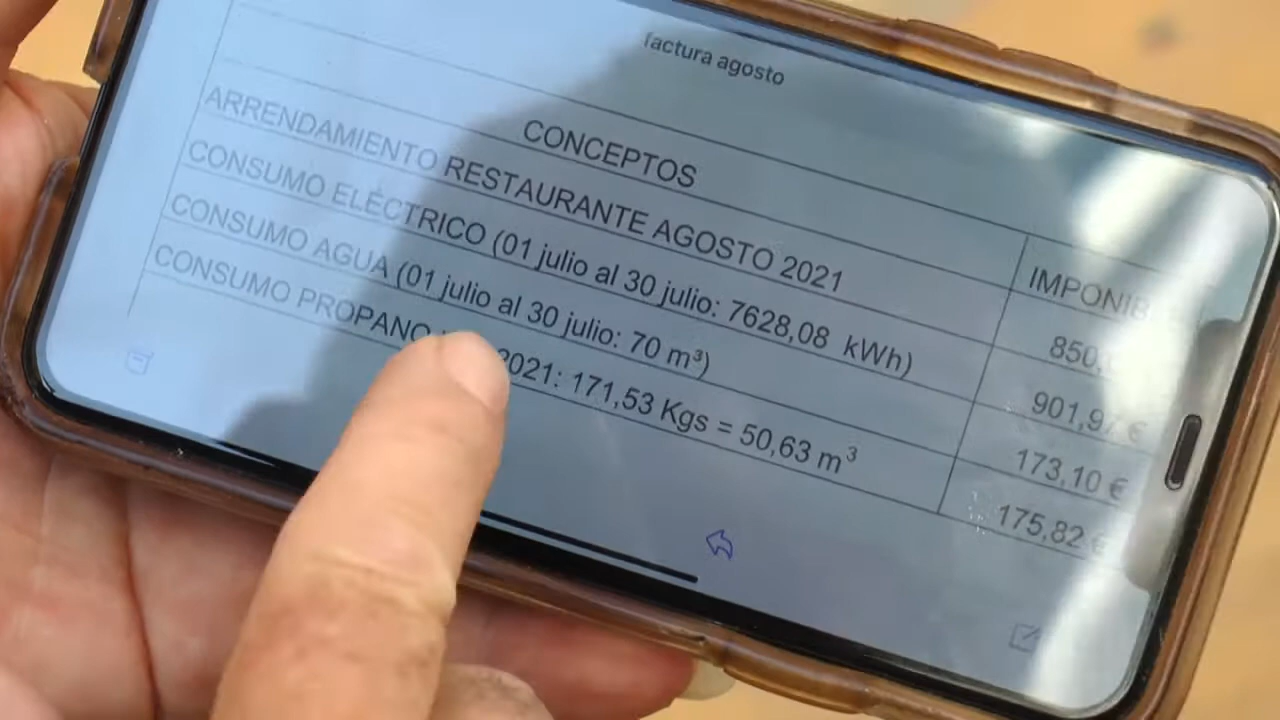 factura agosto
CONCEPTOS
IMPONIB
ARRENDAMIENTO RESTAURANTE AGOSTO 2021
850,
CONSUMO ELÉCTRICO (01 julio al 30 julio: 7628,08 kWh)
901,97 €
CONSUMO AGUA (01 julio al 30 julio: 70 m³)
173,10 €
CONSUMO PROPANO 2021: 171,53 Kgs = 50,63 m³
175,82 €